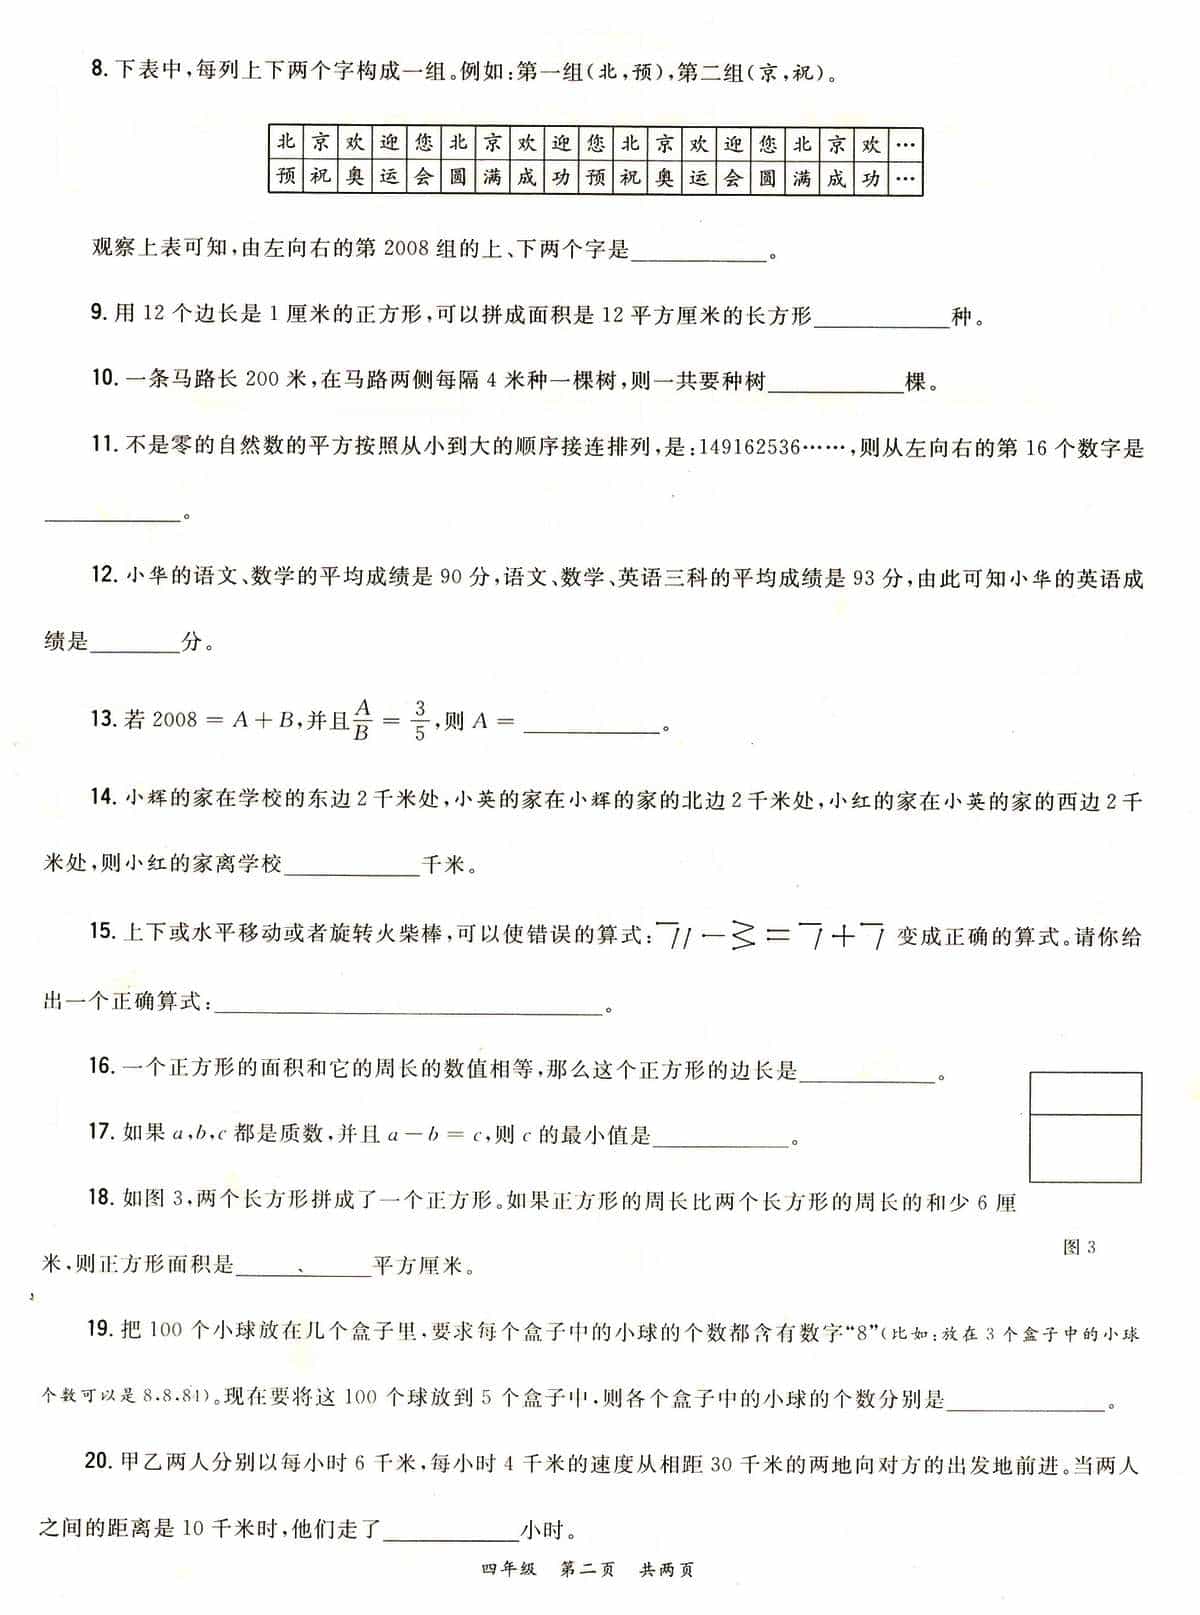 8. 下表中,每列上下两个字构成一组。例如:第一组(北,预),第二组(京,祝)。
北 京 欢 迎 您 北 京 欢 迎 您 北 京 欢 迎 您 北 京 欢 …
预 祝 奥 运 会 圆 满 成 功 预 祝 奥 运 会 圆 满 成 功 …
观察上表可知,由左向右的第 2008 组的上、下两个字是____________。
9. 用 12 个边长是 1 厘米的正方形,可以拼成面积是 12 平方厘米的长方形____________种。
10. 一条马路长 200 米,在马路两侧每隔 4 米种一棵树,则一共要种树____________棵。
11. 不是零的自然数的平方按照从小到大的顺序接连排列,是:149162536……,则从左向右的第 16 个数字是
____________。
12. 小华的语文、数学的平均成绩是 90 分,语文、数学、英语三科的平均成绩是 93 分,由此可知小华的英语成
绩是________分。
13. 若 2008 = A + B,并且 A/B = 3/5,则 A = ____________。
14. 小辉的家在学校的东边 2 千米处,小英的家在小辉的家的北边 2 千米处,小红的家在小英的家的西边 2 千
米处,则小红的家离学校____________千米。
15. 上下或水平移动或者旋转火柴棒,可以使错误的算式: 71 - 3 = 7 + 7 变成正确的算式。请你给
出一个正确算式:__________________________________。
16. 一个正方形的面积和它的周长的数值相等,那么这个正方形的边长是____________。
17. 如果 a,b,c 都是质数,并且 a - b = c,则 c 的最小值是____________。
18. 如图 3,两个长方形拼成了一个正方形。如果正方形的周长比两个长方形的周长的和少 6 厘
米,则正方形面积是____________平方厘米。
图 3
19. 把 100 个小球放在几个盒子里,要求每个盒子中的小球的个数都含有数字“8”(比如:放在 3 个盒子中的小球
个数可以是 8,8,84)。现在要将这 100 个球放到 5 个盒子中,则各个盒子中的小球的个数分别是______________。
20. 甲乙两人分别以每小时 6 千米,每小时 4 千米的速度从相距 30 千米的两地向对方的出发地前进。当两人
之间的距离是 10 千米时,他们走了____________小时。
四年级 第二页 共两页